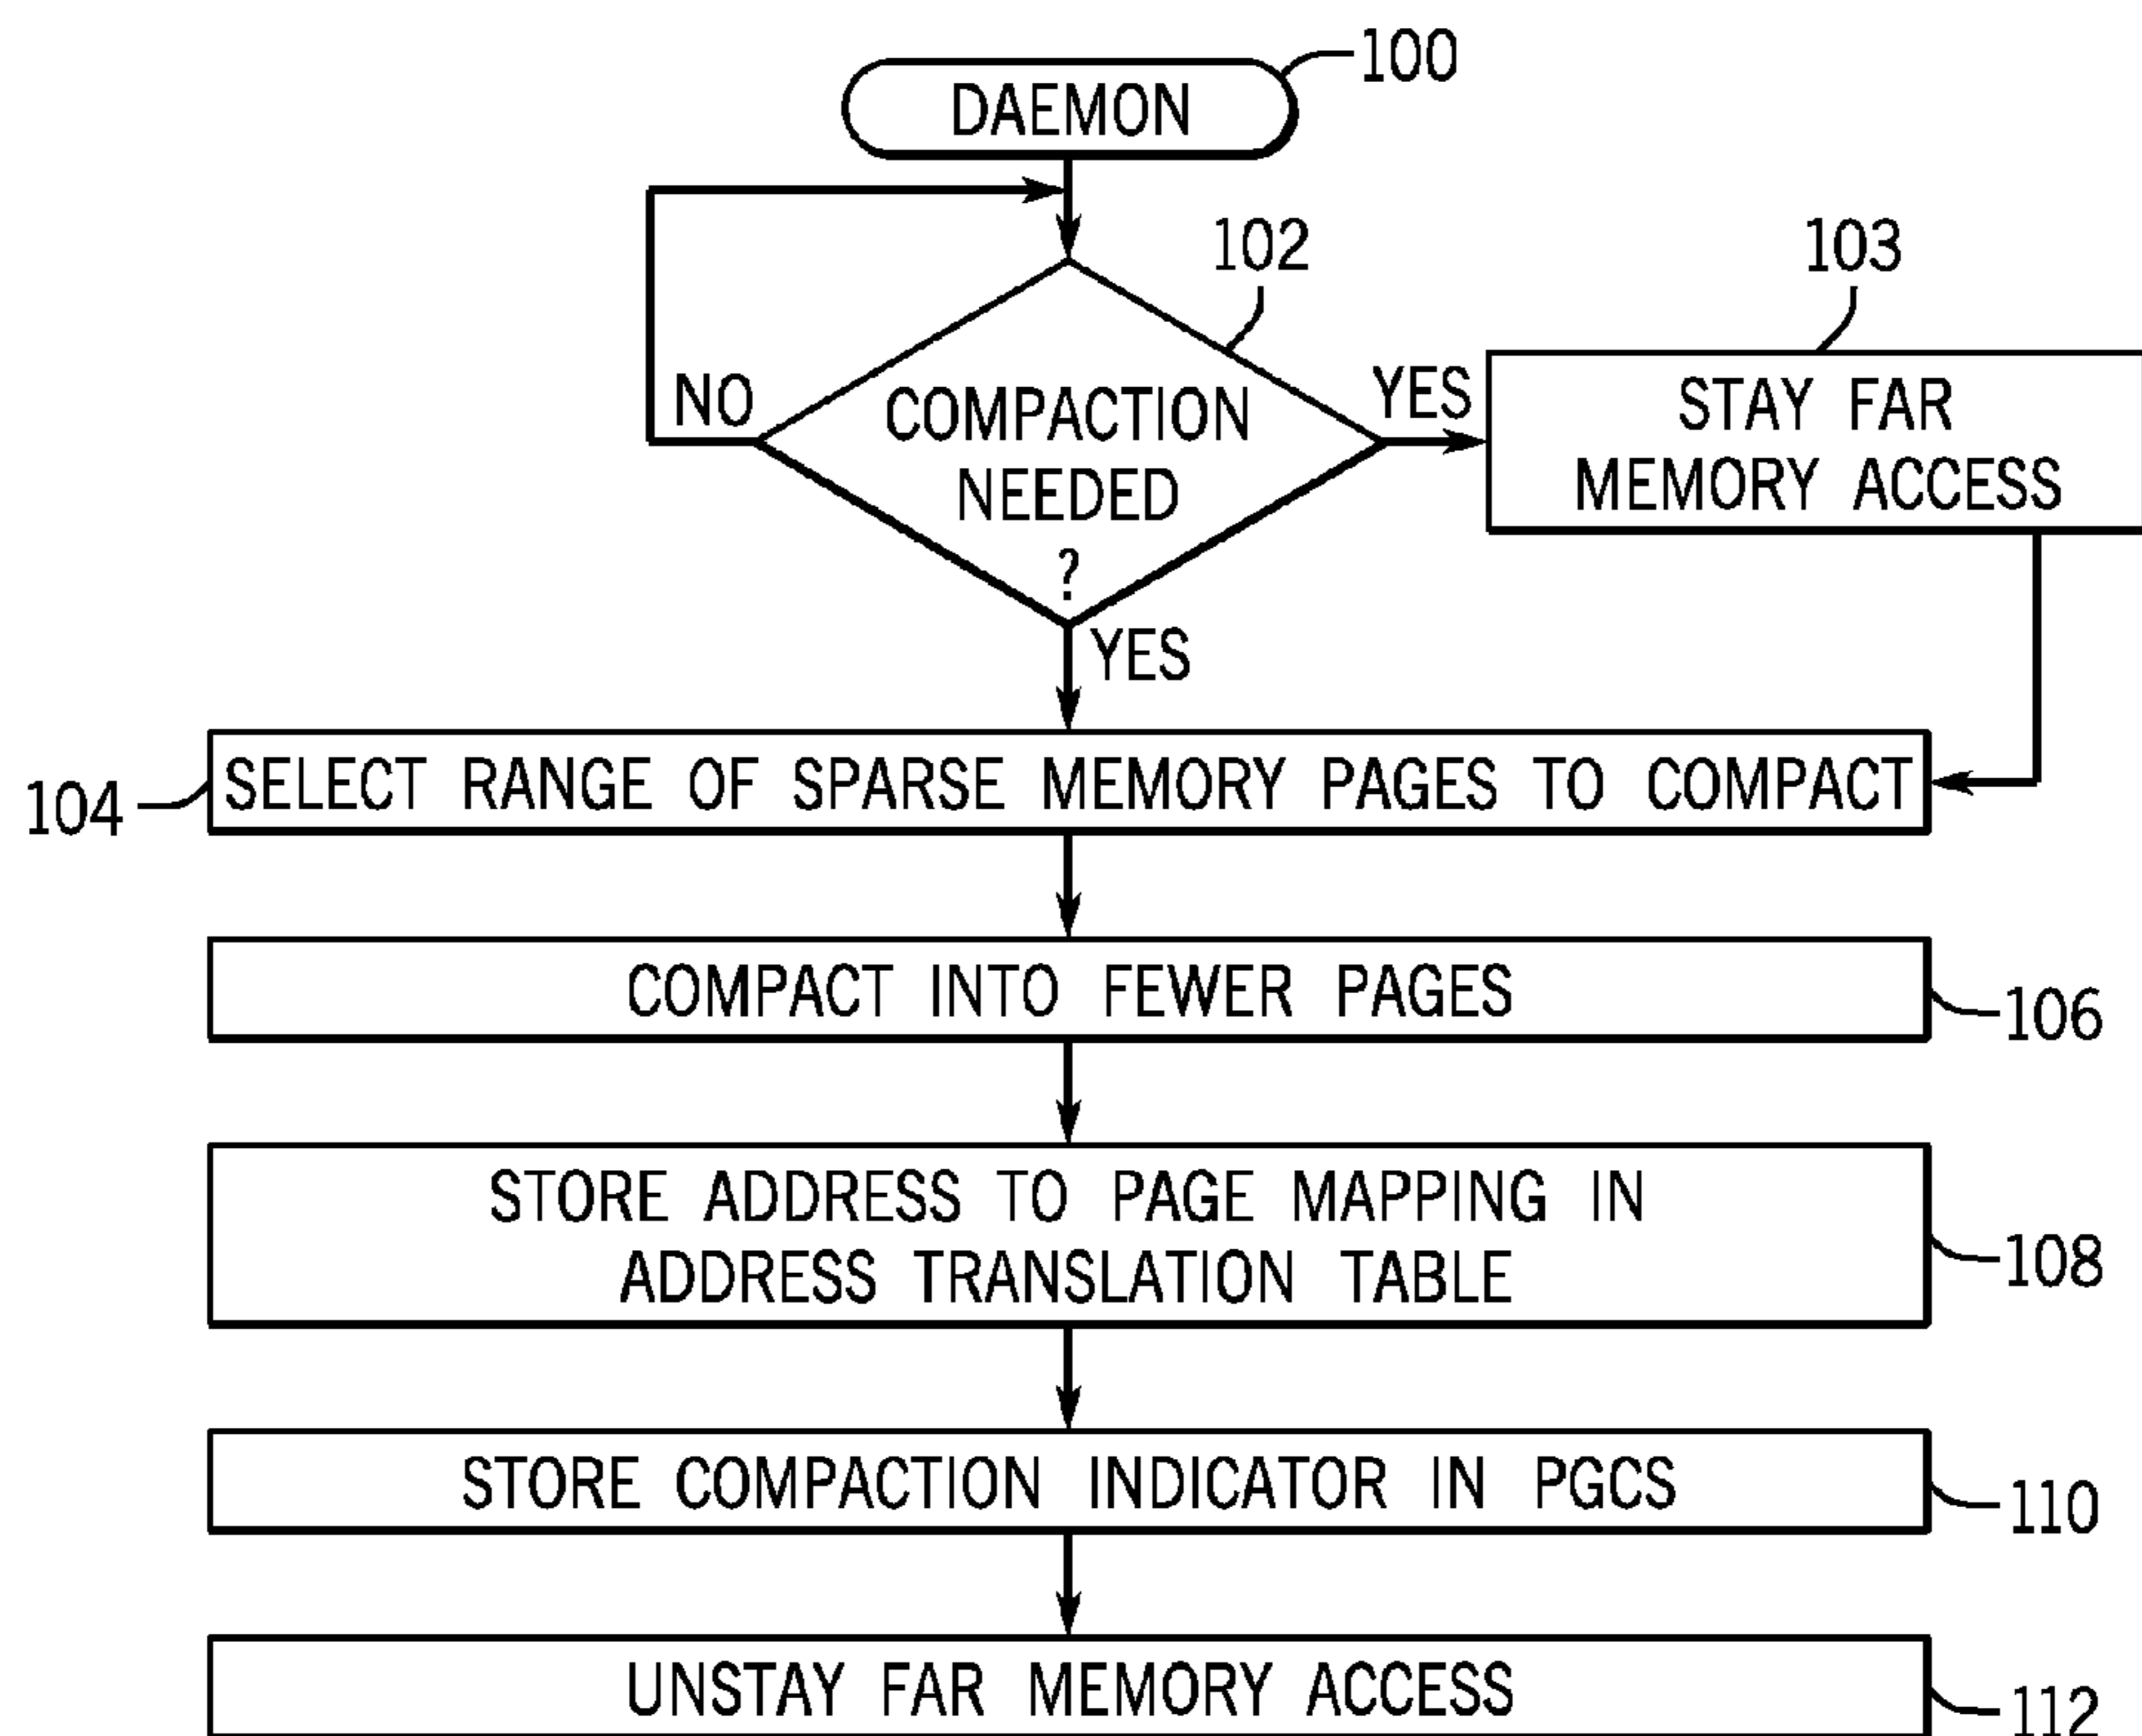 DAEMON
100
102
103
NO
COMPACTION
NEEDED
?
YES
YES
STAY FAR
MEMORY ACCESS
104
SELECT RANGE OF SPARSE MEMORY PAGES TO COMPACT
COMPACT INTO FEWER PAGES
106
STORE ADDRESS TO PAGE MAPPING IN
ADDRESS TRANSLATION TABLE
108
STORE COMPACTION INDICATOR IN PGCS
110
UNSTAY FAR MEMORY ACCESS
112